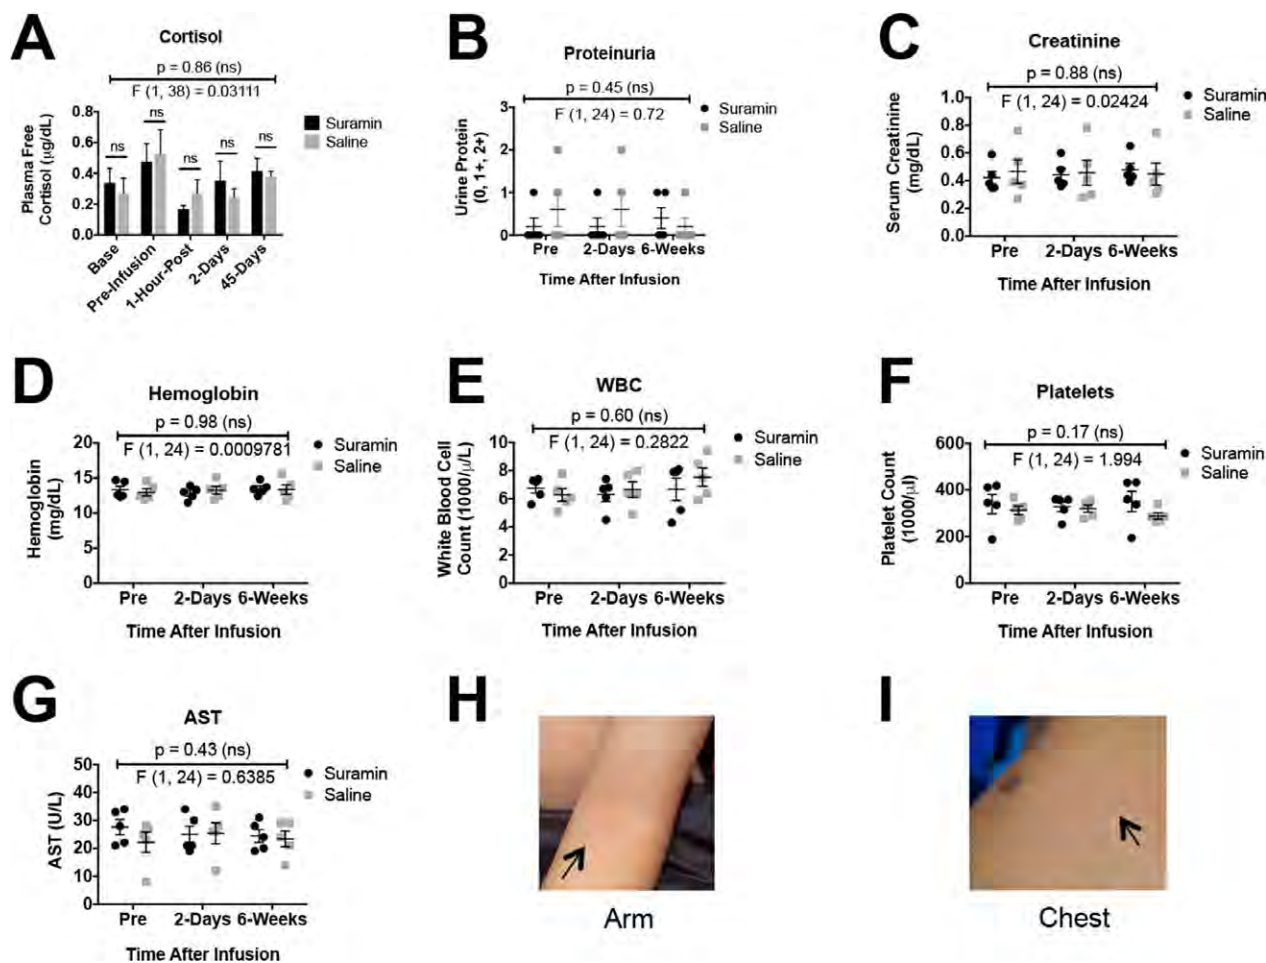 A
Cortisol
p = 0.86 (ns)
F (1, 38) = 0.03111
Plasma Free
Cortisol (µg/dL)
0.8
0.6
0.4
0.2
0.0
ns
ns
ns
ns
ns
Suramin
Saline
Base
Pre-Infusion
1-Hour-Post
2-Days
45-Days
B
Proteinuria
p = 0.45 (ns)
F (1, 24) = 0.72
Urine Protein
(0, 1+, 2+)
3
2
1
0
Suramin
Saline
Pre
2-Days
6-Weeks
Time After Infusion
C
Creatinine
p = 0.88 (ns)
F (1, 24) = 0.02424
Serum Creatinine
(mg/dL)
1.0
0.8
0.6
0.4
0.2
0.0
Suramin
Saline
Pre
2-Days
6-Weeks
Time After Infusion
D
Hemoglobin
p = 0.98 (ns)
F (1, 24) = 0.0009781
Hemoglobin
(mg/dL)
20
15
10
5
0
Suramin
Saline
Pre
2-Days
6-Weeks
Time After Infusion
E
WBC
p = 0.60 (ns)
F (1, 24) = 0.2822
White Blood Cell
Count (1000/µ/L)
10
8
6
4
2
0
Suramin
Saline
Pre
2-Days
6-Weeks
Time After Infusion
F
Platelets
p = 0.17 (ns)
F (1, 24) = 1.994
Platelet Count
(1000/µl)
600
400
200
0
Suramin
Saline
Pre
2-Days
6-Weeks
Time After Infusion
G
AST
p = 0.43 (ns)
F (1, 24) = 0.6385
AST (U/L)
50
40
30
20
10
0
Suramin
Saline
Pre
2-Days
6-Weeks
Time After Infusion
H
Arm
I
Chest